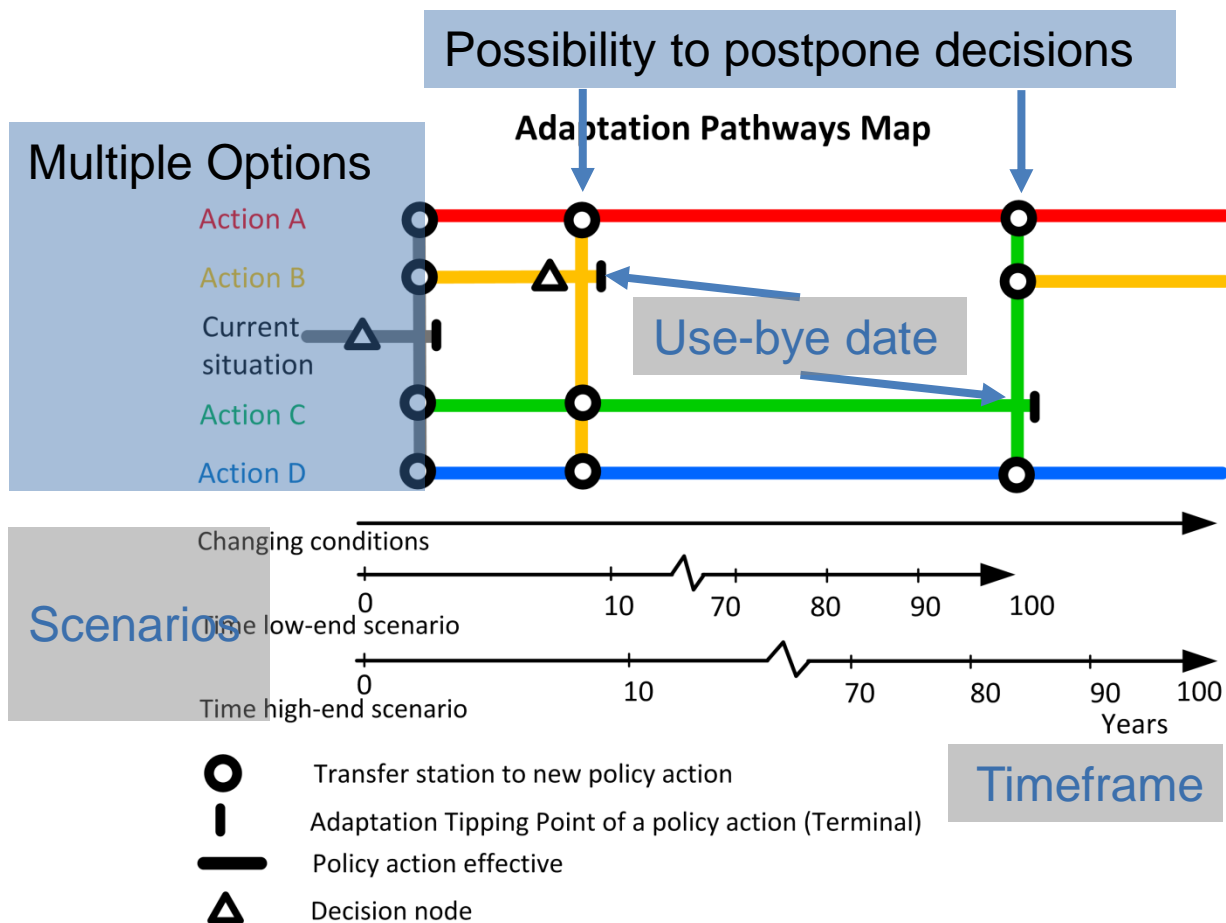 Possibility to postpone decisions
Adaptation Pathways Map
Multiple Options
Action A
Action B
Current
situation
Action C
Action D
Use-bye date
Changing conditions
0 10 70 80 90 100
Time low-end scenario
Scenarios
0 10 70 80 90 100
Time high-end scenario
Years
Timeframe
Transfer station to new policy action
Adaptation Tipping Point of a policy action (Terminal)
Policy action effective
Decision node